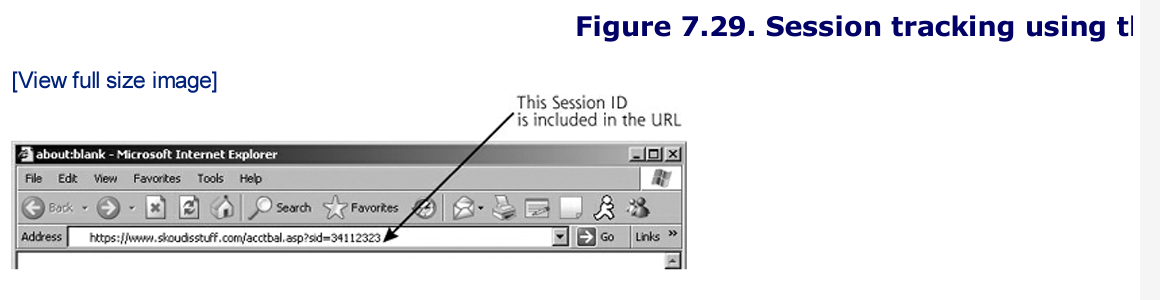 Figure 7.29. Session tracking using
[View full size image]
This Session ID
is included in the URL
about:blank - Microsoft Internet Explorer
File Edit View Favorites Tools Help
Back Search Favorites
Address https://www.skoudisstuff.com/acctbal.asp?sid=34112323 Go Links »